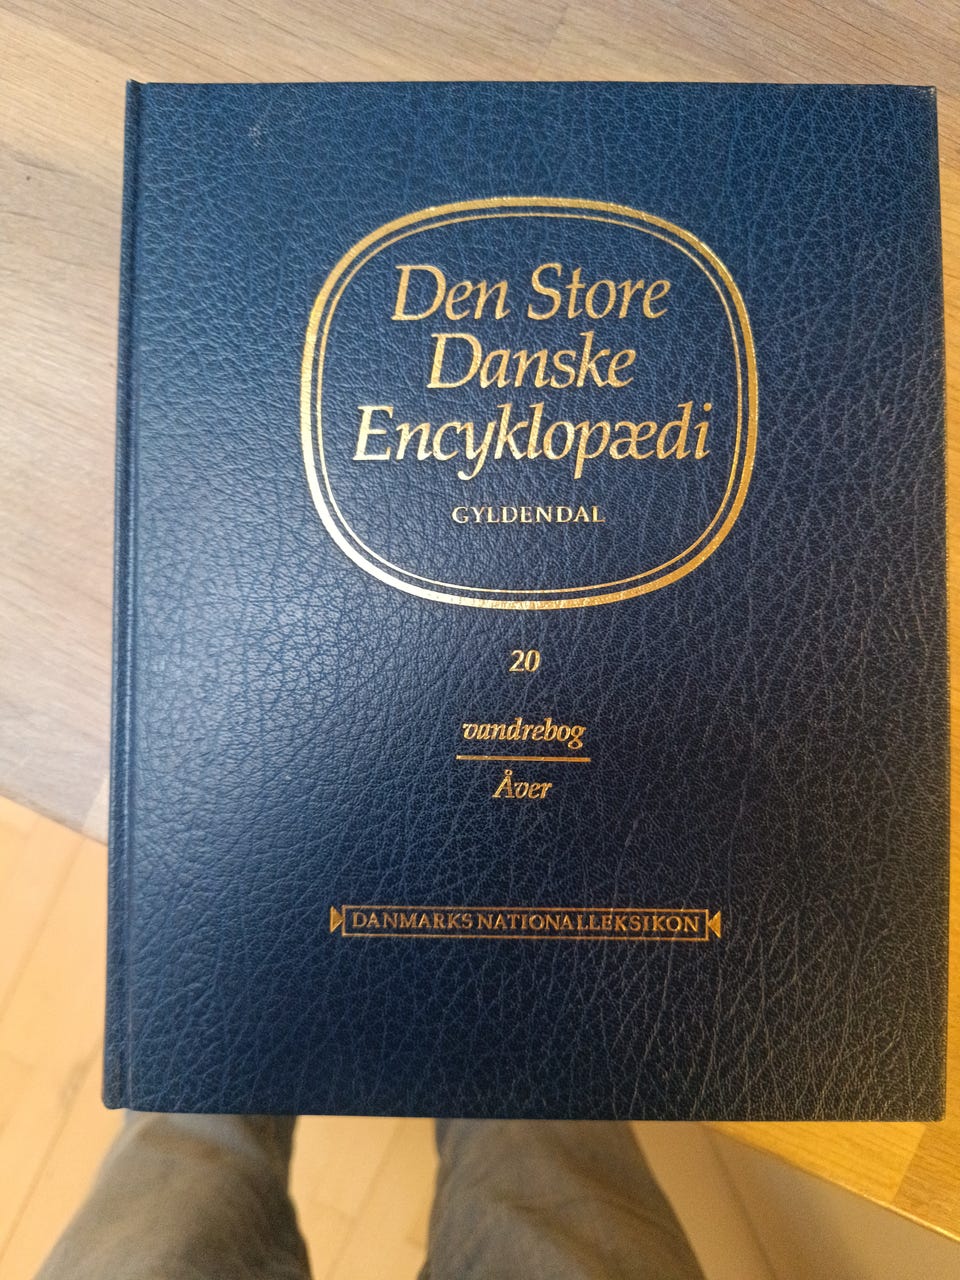 Den Store
Danske
Encyklopædi
GYLDENDAL
20
vandrebog
Åver
DANMARKS NATIONALLEKSIKON